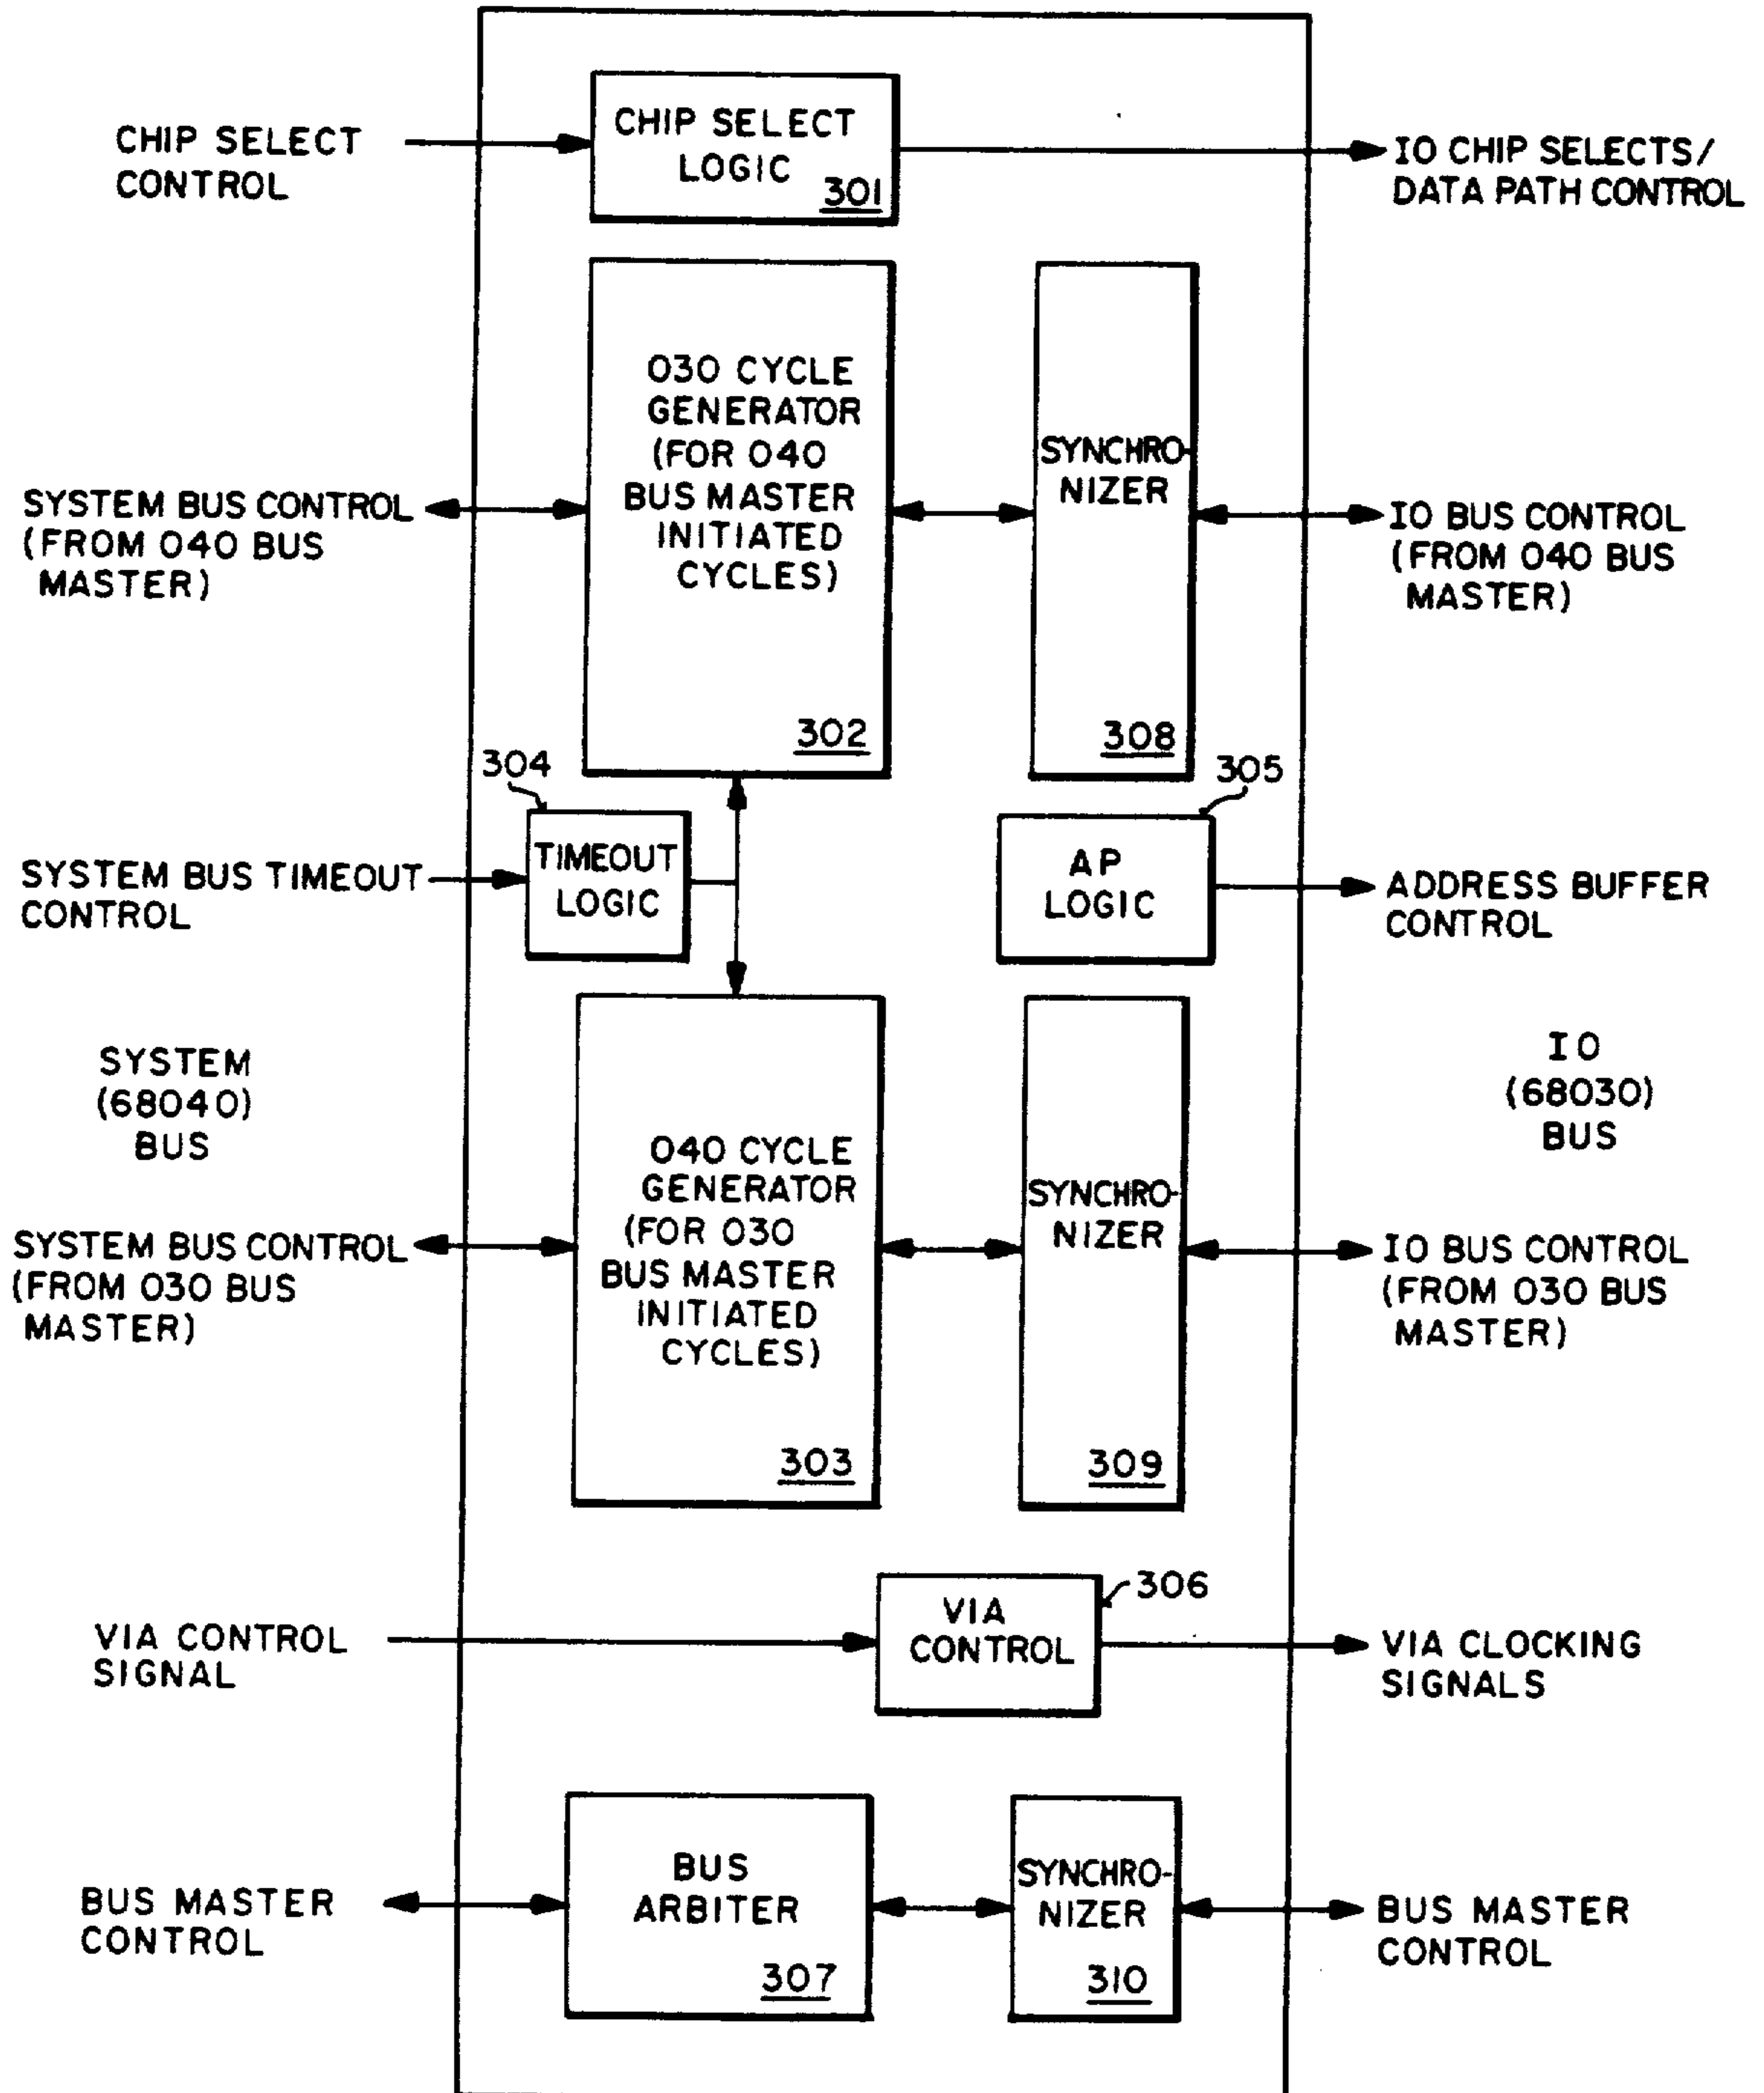 CHIP SELECT
CONTROL
CHIP SELECT
LOGIC
301
IO CHIP SELECTS/
DATA PATH CONTROL
030 CYCLE
GENERATOR
(FOR 040
BUS MASTER
INITIATED
CYCLES)
302
SYNCHRO-
NIZER
308
SYSTEM BUS CONTROL
(FROM 040 BUS
MASTER)
IO BUS CONTROL
(FROM 040 BUS
MASTER)
304
305
SYSTEM BUS TIMEOUT
CONTROL
TIMEOUT
LOGIC
AP
LOGIC
ADDRESS BUFFER
CONTROL
SYSTEM
(68040)
BUS
IO
(68030)
BUS
040 CYCLE
GENERATOR
(FOR 030
BUS MASTER
INITIATED
CYCLES)
303
SYNCHRO-
NIZER
309
SYSTEM BUS CONTROL
(FROM 030 BUS
MASTER)
IO BUS CONTROL
(FROM 030 BUS
MASTER)
306
VIA CONTROL
SIGNAL
VIA
CONTROL
VIA CLOCKING
SIGNALS
BUS MASTER
CONTROL
BUS
ARBITER
307
SYNCHRO-
NIZER
310
BUS MASTER
CONTROL